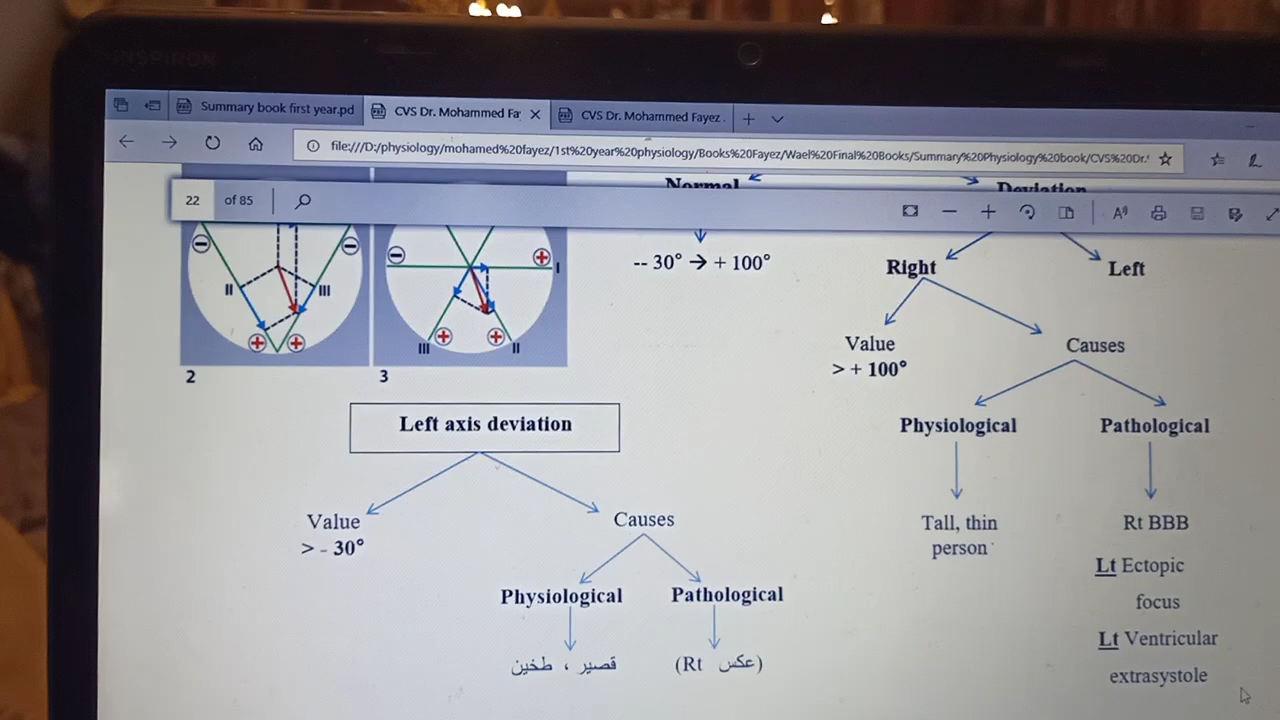 INSPIRON
Summary book first year.pd
CVS Dr. Mohammed Fay
CVS Dr. Mohammed Fayez
file:///D:/physiology/mohamed%20fayez/1st%20year%20physiology/Books%20Fayez/Wael%20Final%20Books/Summary%20Physiology%20book/CVS%20Dr.
22 of 85
Normal
Deviation
-- 30° → + 100°
Right
Left
II
III
I
III
II
2
3
Value
> + 100°
Causes
Physiological
Pathological
Tall, thin
person
Rt BBB
Lt Ectopic
focus
Lt Ventricular
extrasystole
Left axis deviation
Value
> - 30°
Causes
Physiological
Pathological
قصير ، طخين
(عكس Rt)